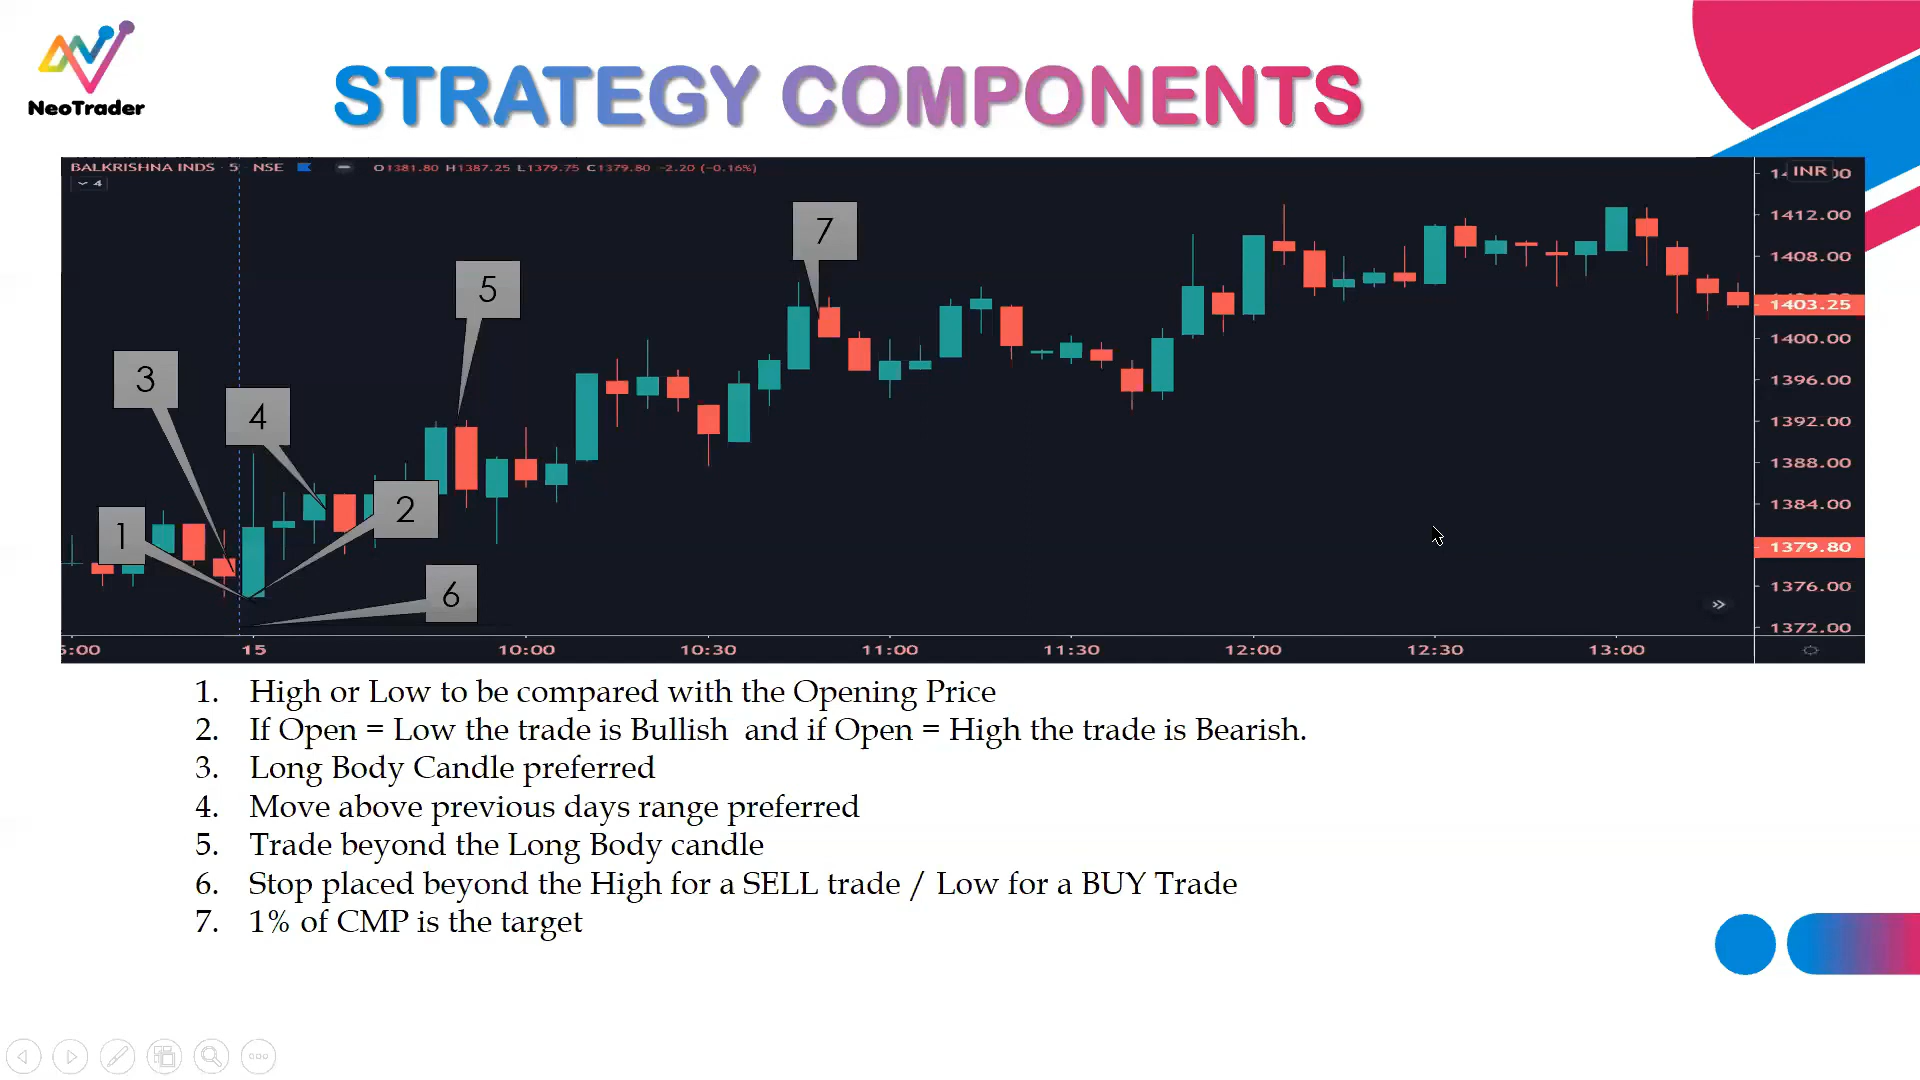 NeoTrader
STRATEGY COMPONENTS
BALKRISHNA INDS · 5 · NSE O1381.80 H1387.25 L1379.75 C1379.80 −2.20 (−0.16%)
4
INR
1412.00
1408.00
1403.25
1400.00
1396.00
1392.00
1388.00
1384.00
1379.80
1376.00
1372.00
7
5
3
4
2
1
6
15 10:00 10:30 11:00 11:30 12:00 12:30 13:00
1. High or Low to be compared with the Opening Price
2. If Open = Low the trade is Bullish and if Open = High the trade is Bearish.
3. Long Body Candle preferred
4. Move above previous days range preferred
5. Trade beyond the Long Body candle
6. Stop placed beyond the High for a SELL trade / Low for a BUY Trade
7. 1% of CMP is the target